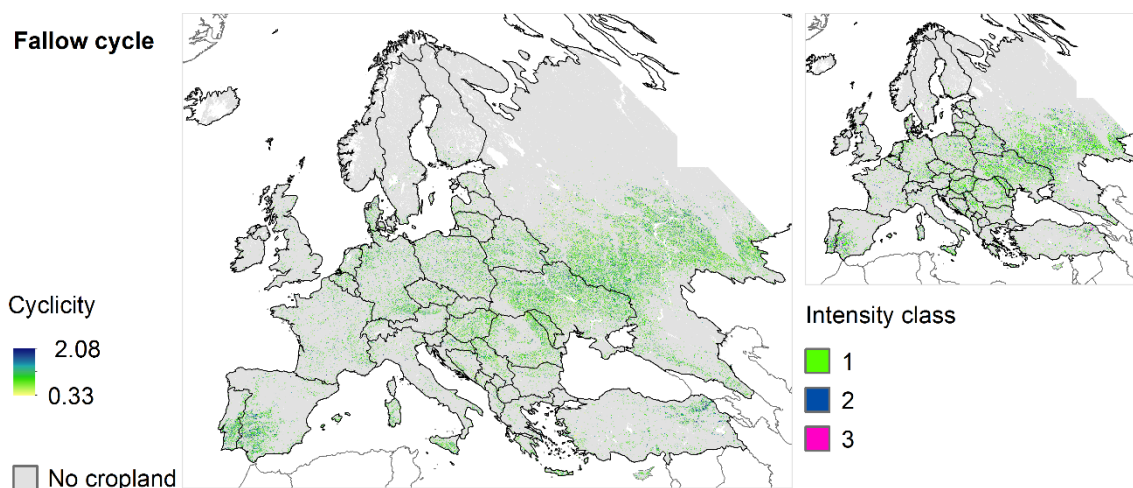 Fallow cycle
Cyclicity
2.08
0.33
No cropland
Intensity class
1
2
3